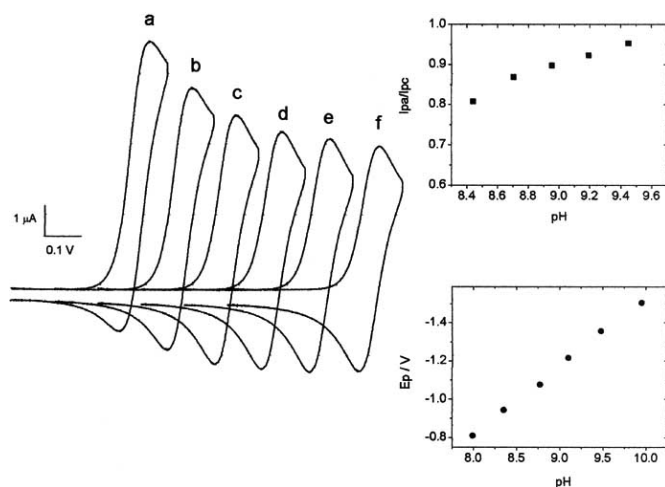 a
b
c
d
e
f
1 µA
0.1 V
1.0
0.9
0.8
0.7
0.6
Ipa/Ipc
8.4 8.6 8.8 9.0 9.2 9.4 9.6
pH
-1.4
-1.2
-1.0
-0.8
Ep / V
8.0 8.5 9.0 9.5 10.0
pH